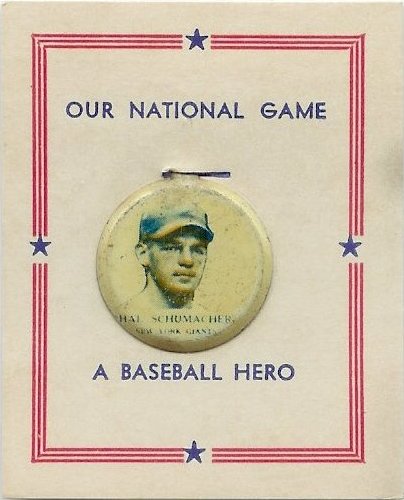 OUR NATIONAL GAME
HAL SCHUMACHER,
NEW YORK GIANTS
A BASEBALL HERO